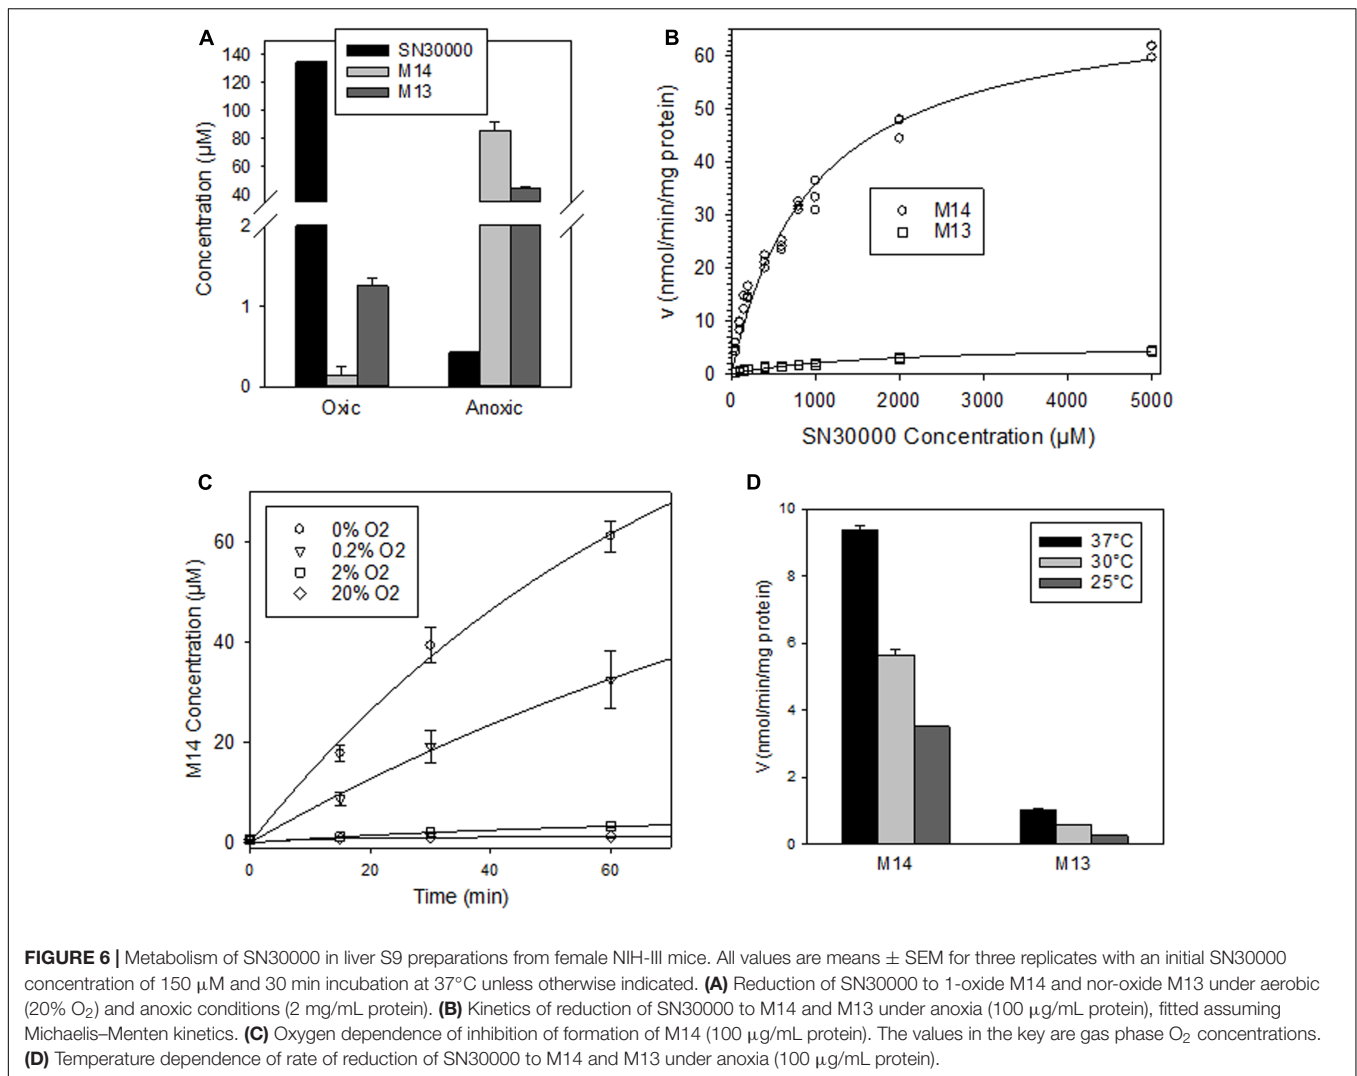 A
SN30000
M14
M13
140
120
100
80
60
40
2
1
0
Concentration (µM)
Oxic
Anoxic
B
60
50
40
30
20
10
0
v (nmol/min/mg protein)
M14
M13
0
1000
2000
3000
4000
5000
SN30000 Concentration (µM)
C
0% O2
0.2% O2
2% O2
20% O2
60
40
20
0
M14 Concentration (µM)
0
20
40
60
Time (min)
D
37°C
30°C
25°C
10
8
6
4
2
0
V (nmol/min/mg protein)
M14
M13
FIGURE 6 | Metabolism of SN30000 in liver S9 preparations from female NIH-III mice. All values are means ± SEM for three replicates with an initial SN30000
concentration of 150 µM and 30 min incubation at 37°C unless otherwise indicated. (A) Reduction of SN30000 to 1-oxide M14 and nor-oxide M13 under aerobic
(20% O₂) and anoxic conditions (2 mg/mL protein). (B) Kinetics of reduction of SN30000 to M14 and M13 under anoxia (100 µg/mL protein), fitted assuming
Michaelis–Menten kinetics. (C) Oxygen dependence of inhibition of formation of M14 (100 µg/mL protein). The values in the key are gas phase O₂ concentrations.
(D) Temperature dependence of rate of reduction of SN30000 to M14 and M13 under anoxia (100 µg/mL protein).